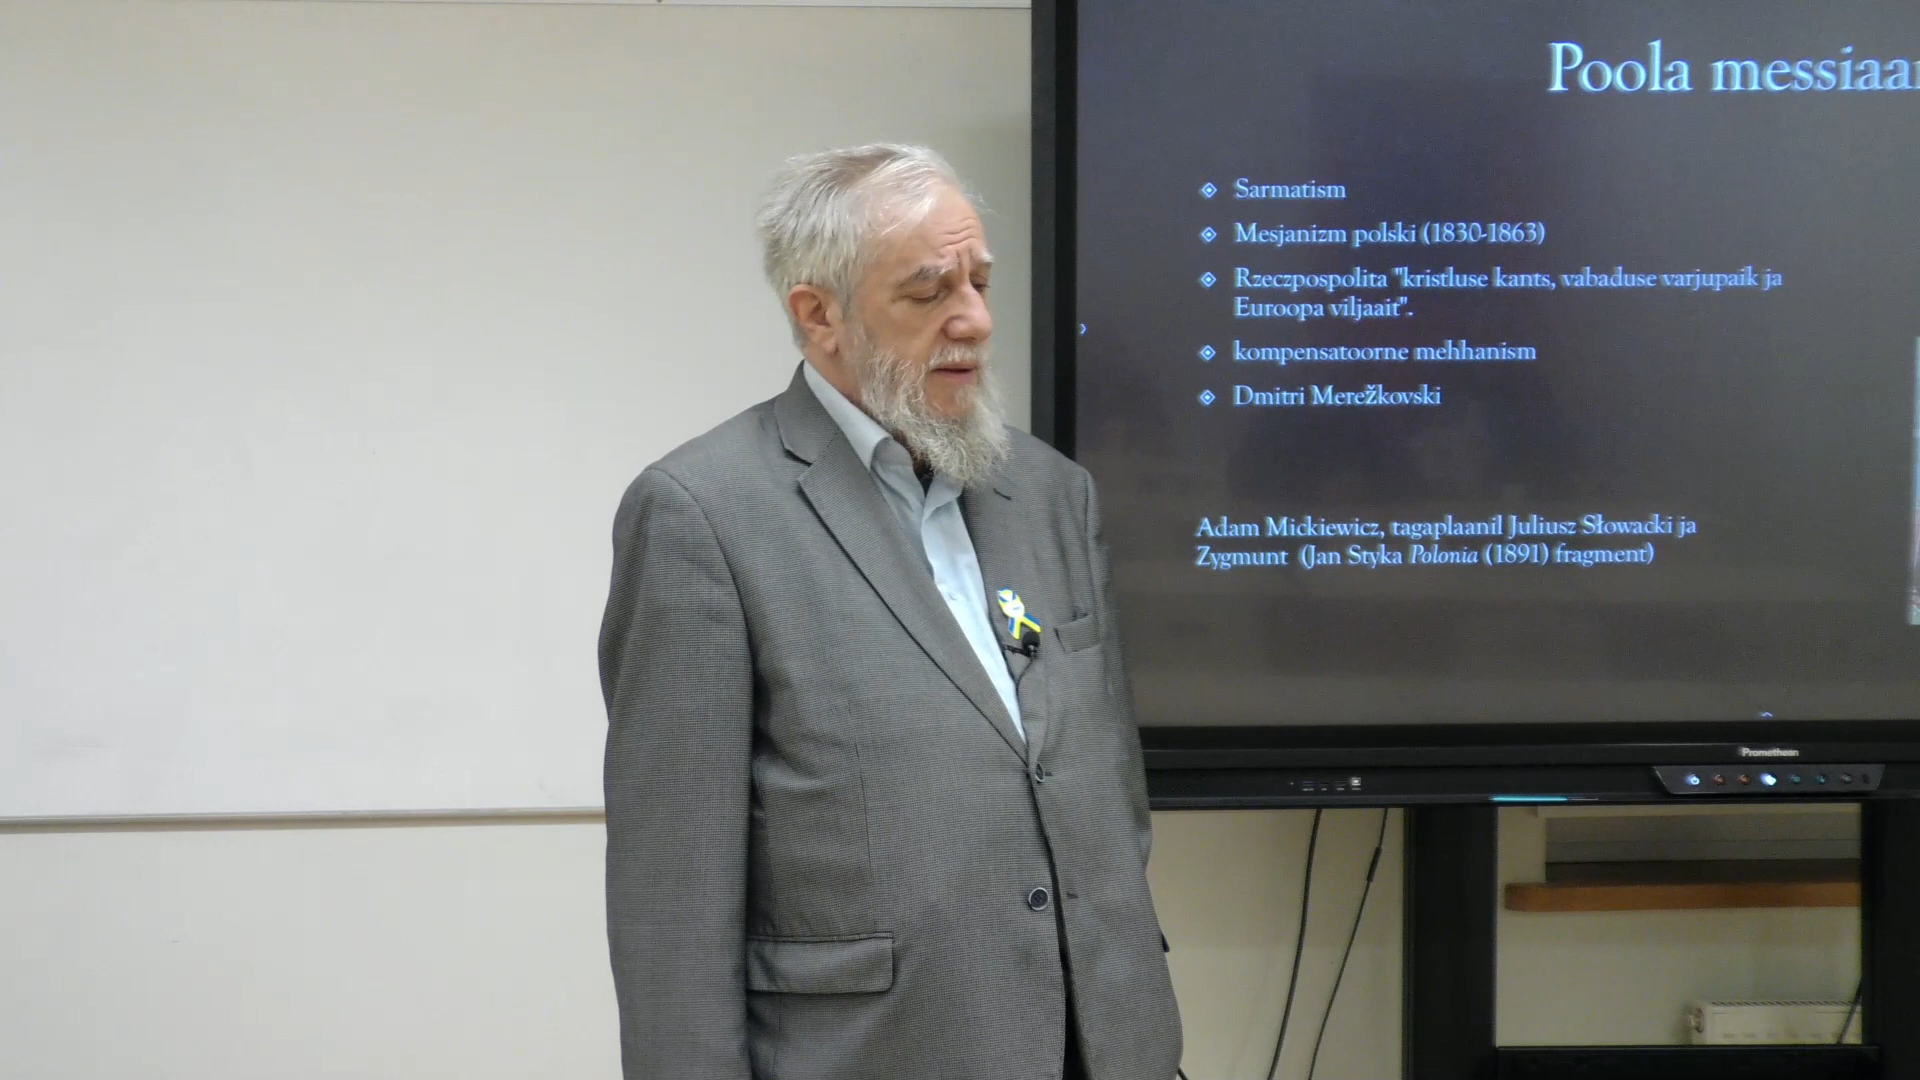 Poola messiaa
Sarmatism
Mesjanizm polski (1830-1863)
Rzeczpospolita "kristluse kants, vabaduse varjupaik ja
Euroopa viljaait".
kompensatoorne mehhanism
Dmitri Merežkovski
Adam Mickiewicz, tagaplaanil Juliusz Słowacki ja
Zygmunt (Jan Styka Polonia (1891) fragment)
Promethean